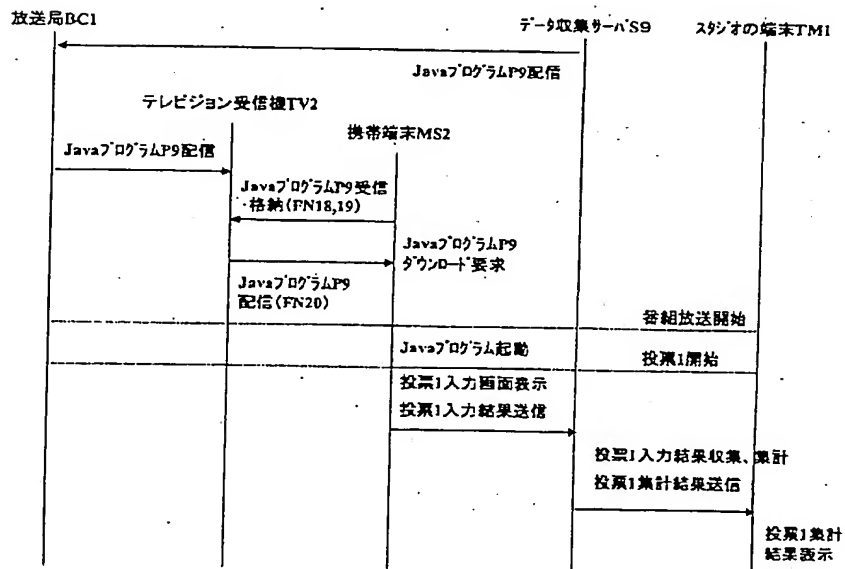 放送局BC1
データ収集サーバS9
スタジオの端末TM1
JavaプログラムP9配信
テレビジョン受信機TV2
携帯端末MS2
JavaプログラムP9配信
JavaプログラムP9受信
・格納(FN18,19)
JavaプログラムP9
ダウンロード要求
JavaプログラムP9
配信(FN20)
番組放送開始
Javaプログラム起動
投票1開始
投票1入力画面表示
投票1入力結果送信
投票1入力結果収集、集計
投票1集計結果送信
投票1集計
結果表示